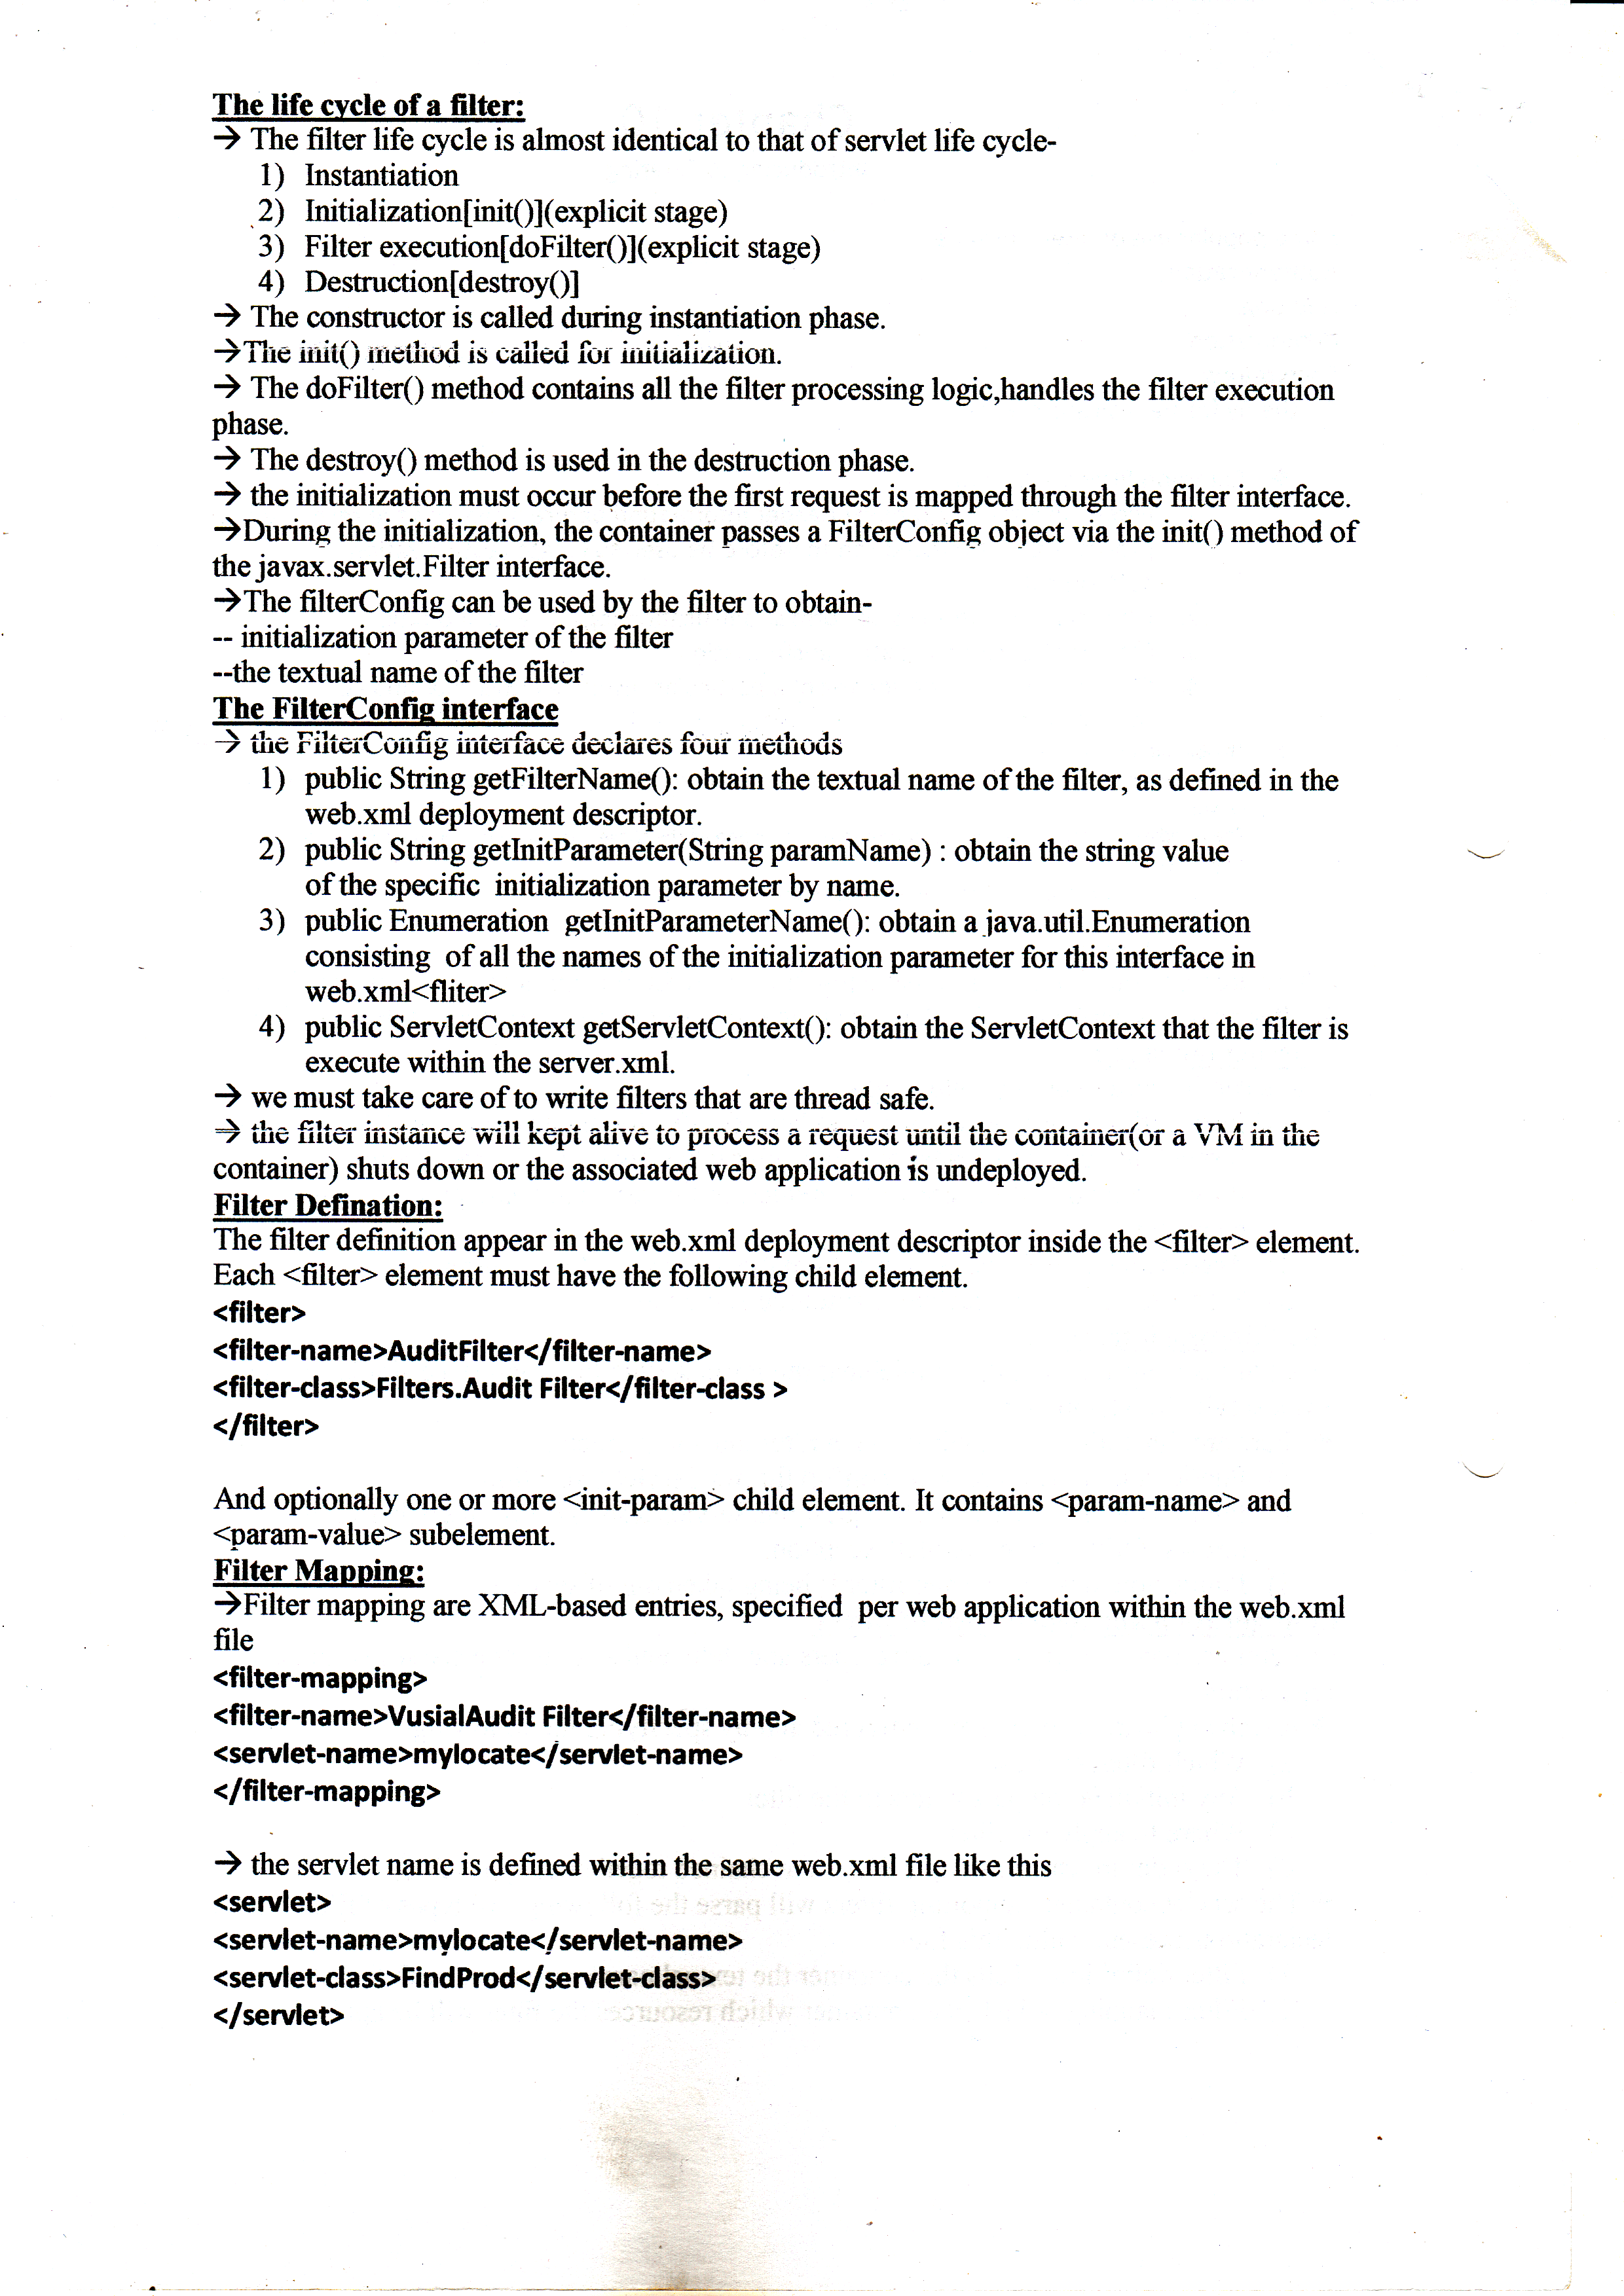 The life cycle of a filter:
→ The filter life cycle is almost identical to that of servlet life cycle-
1) Instantiation
2) Initialization[init()](explicit stage)
3) Filter execution[doFilter()](explicit stage)
4) Destruction[destroy()]
→ The constructor is called during instantiation phase.
→The init() method is called for initialization.
→ The doFilter() method contains all the filter processing logic,handles the filter execution
phase.
→ The destroy() method is used in the destruction phase.
→ the initialization must occur before the first request is mapped through the filter interface.
→During the initialization, the container passes a FilterConfig object via the init() method of
the javax.servlet.Filter interface.
→The filterConfig can be used by the filter to obtain-
-- initialization parameter of the filter
--the textual name of the filter
The FilterConfig interface
→ the FilterConfig interface declares four methods
1) public String getFilterName(): obtain the textual name of the filter, as defined in the
web.xml deployment descriptor.
2) public String getInitParameter(String paramName) : obtain the string value
of the specific initialization parameter by name.
3) public Enumeration getInitParameterName(): obtain a java.util.Enumeration
consisting of all the names of the initialization parameter for this interface in
web.xml<fliter>
4) public ServletContext getServletContext(): obtain the ServletContext that the filter is
execute within the server.xml.
→ we must take care of to write filters that are thread safe.
→ the filter instance will kept alive to process a request until the container(or a VM in the
container) shuts down or the associated web application is undeployed.
Filter Defination:
The filter definition appear in the web.xml deployment descriptor inside the <filter> element.
Each <filter> element must have the following child element.
<filter>
<filter-name>AuditFilter</filter-name>
<filter-class>Filters.Audit Filter</filter-class >
</filter>
And optionally one or more <init-param> child element. It contains <param-name> and
<param-value> subelement.
Filter Mapping:
→Filter mapping are XML-based entries, specified per web application within the web.xml
file
<filter-mapping>
<filter-name>VusialAudit Filter</filter-name>
<servlet-name>mylocate</servlet-name>
</filter-mapping>
→ the servlet name is defined within the same web.xml file like this
<servlet>
<servlet-name>mylocate</servlet-name>
<servlet-class>FindProd</servlet-class>
</servlet>